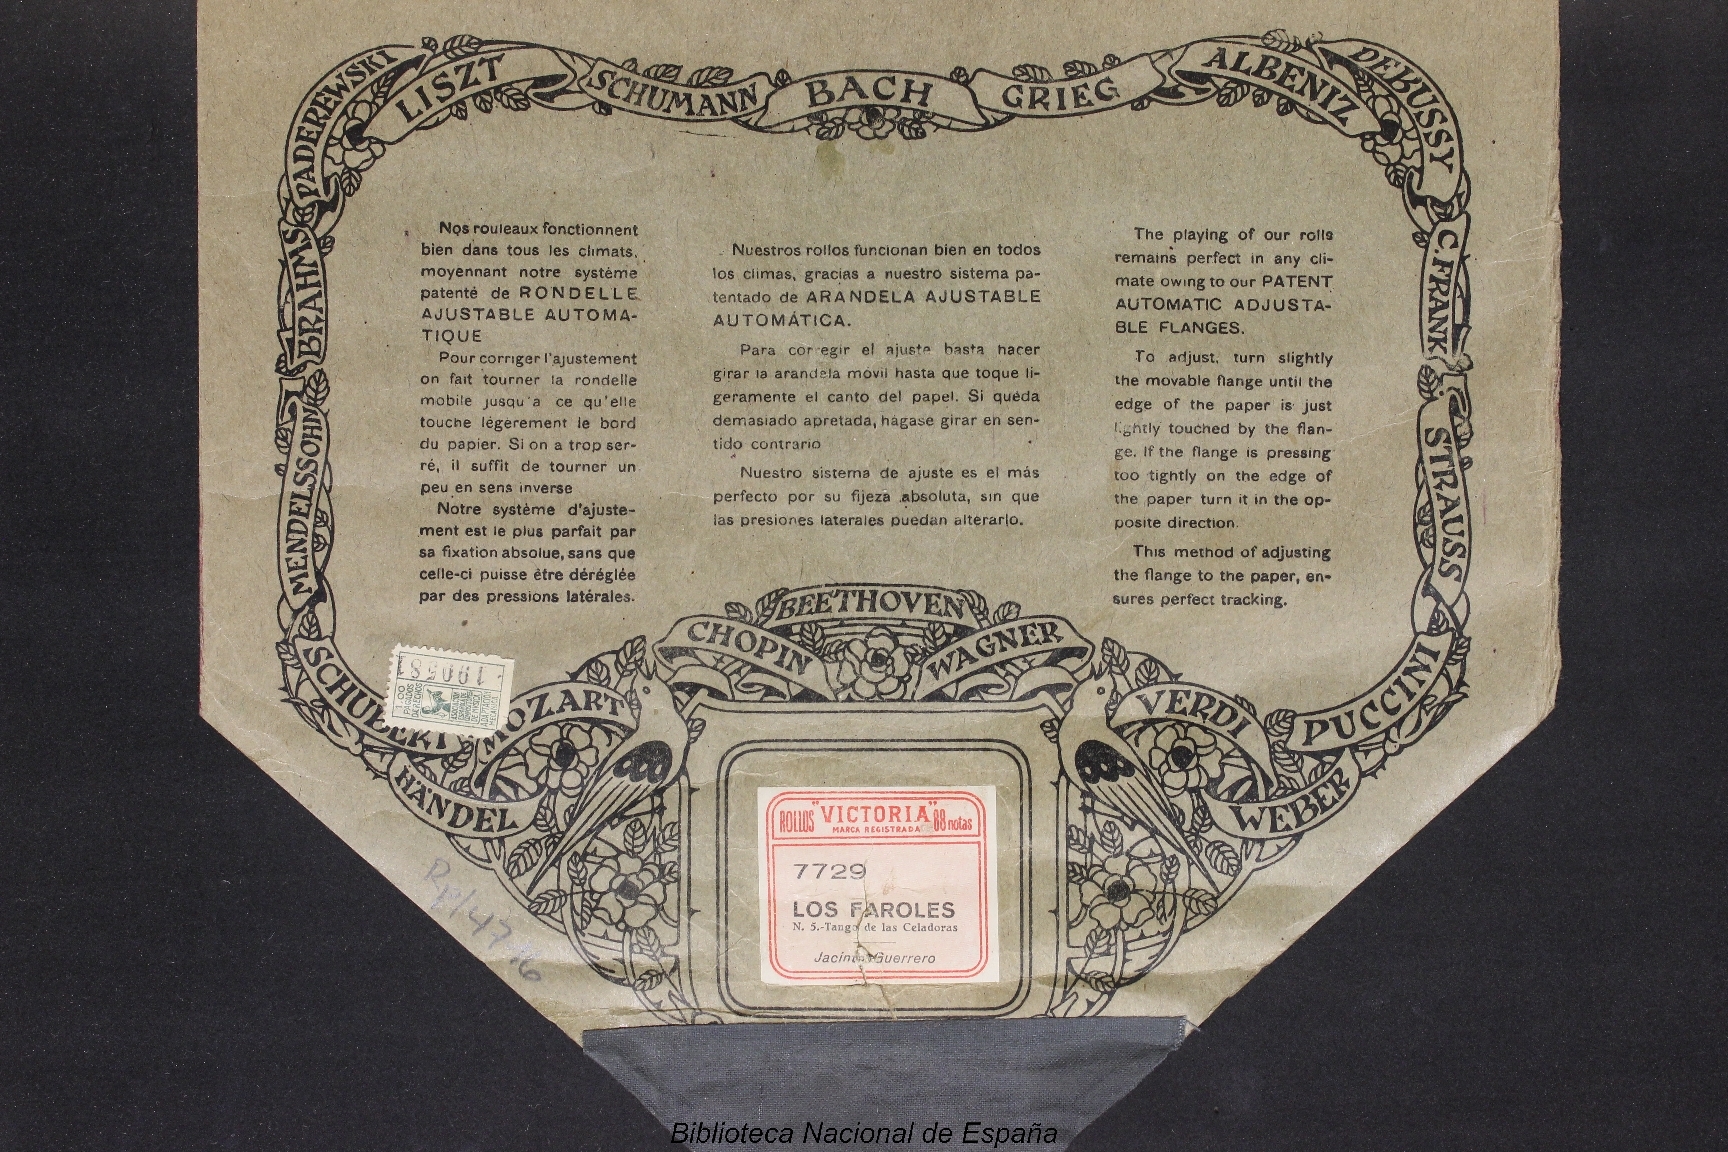 PADEREWSKI
LISZT
SCHUMANN
BACH
GRIEG
ALBENIZ
DEBUSSY
BRAHMS
C. FRANK
MENDELSSOHN
STRAUSS
SCHUBERT
MOZART
HÄNDEL
CHOPIN
BEETHOVEN
WAGNER
VERDI
PUCCINI
WEBER
Nos rouleaux fonctionnent
bien dans tous les climats,
moyennant notre systéme
patenté de RONDELLE
AJUSTABLE AUTOMA-
TIQUE
Pour corriger l'ajustement
on fait tourner la rondelle
mobile jusqu'a ce qu'elle
touche légerement le bord
du papier. Si on a trop ser-
ré, il suffit de tourner un
peu en sens inverse
Notre système d'ajuste-
ment est le plus parfait par
sa fixation absolue, sans que
celle-ci puisse être déréglée
par des pressions latérales.
Nuestros rollos funcionan bien en todos
los climas, gracias a nuestro sistema pa-
tentado de ARANDELA AJUSTABLE
AUTOMÁTICA.
Para corregir el ajuste basta hacer
girar la arandela móvil hasta que toque li-
geramente el canto del papel. Si queda
demasiado apretada, hágase girar en sen-
tido contrario
Nuestro sistema de ajuste es el más
perfecto por su fijeza absoluta, sin que
las presiones laterales puedan alterarlo.
The playing of our rolls
remains perfect in any cli-
mate owing to our PATENT
AUTOMATIC ADJUSTA-
BLE FLANGES.
To adjust, turn slightly
the movable flange until the
edge of the paper is just
lightly touched by the flan-
ge. If the flange is pressing
too tightly on the edge of
the paper turn it in the op-
posite direction.
This method of adjusting
the flange to the paper, en-
sures perfect tracking.
ROLLOS "VICTORIA" 88 notas
MARCA REGISTRADA
7729
LOS FAROLES
N. 5.-Tango de las Celadoras
Jacinto Guerrero
Biblioteca Nacional de España